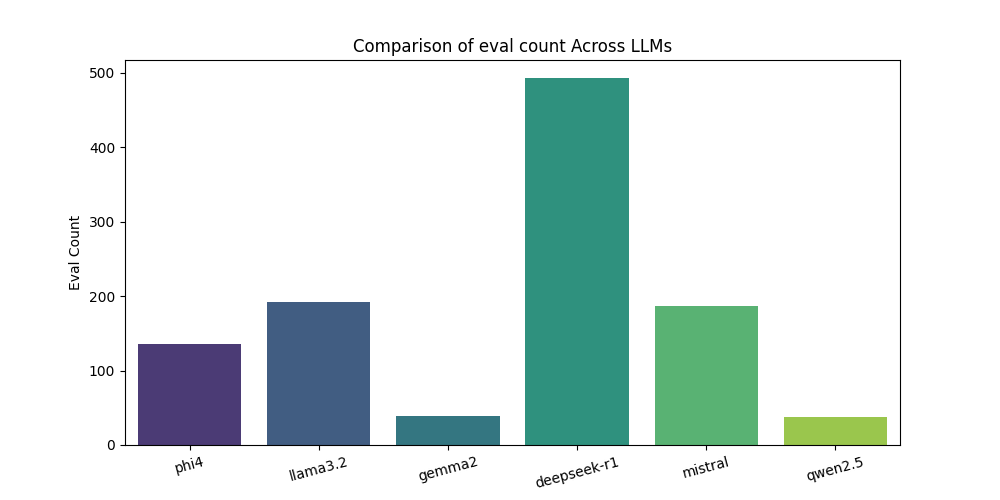 Comparison of eval count Across LLMs
Eval Count
500
400
300
200
100
0
phi4
llama3.2
gemma2
deepseek-r1
mistral
qwen2.5